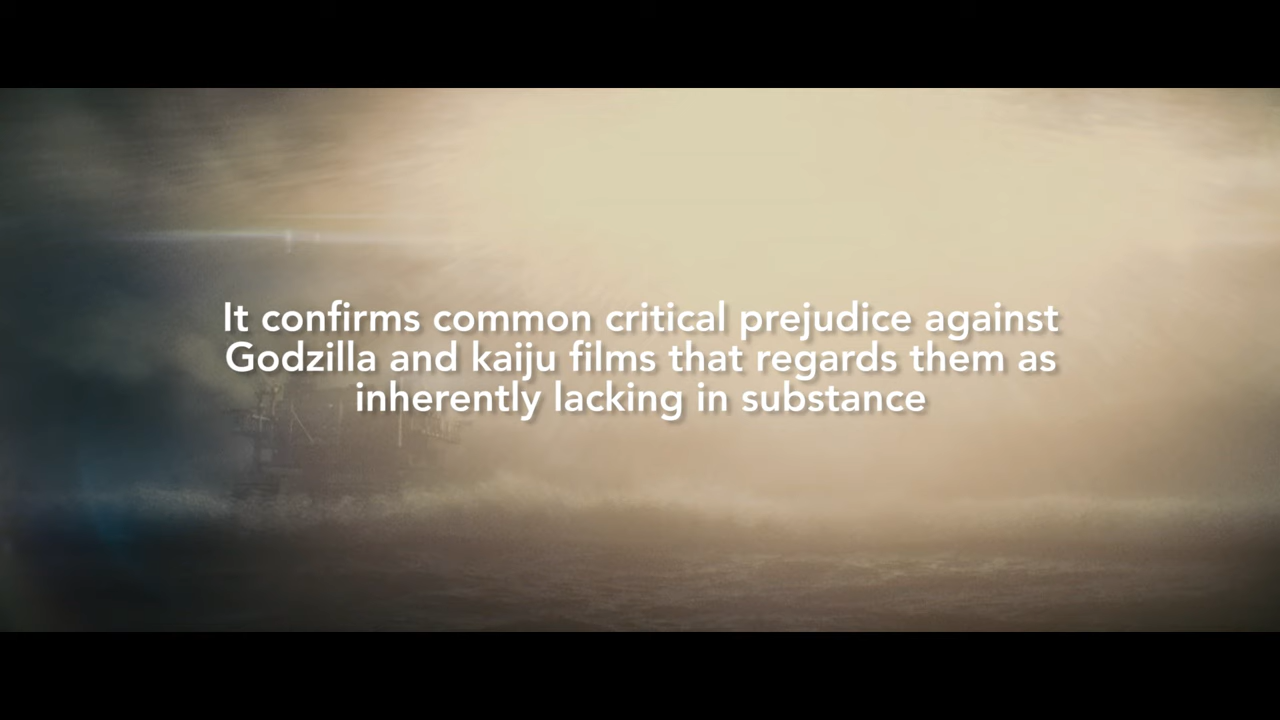 It confirms common critical prejudice against
Godzilla and kaiju films that regards them as
inherently lacking in substance